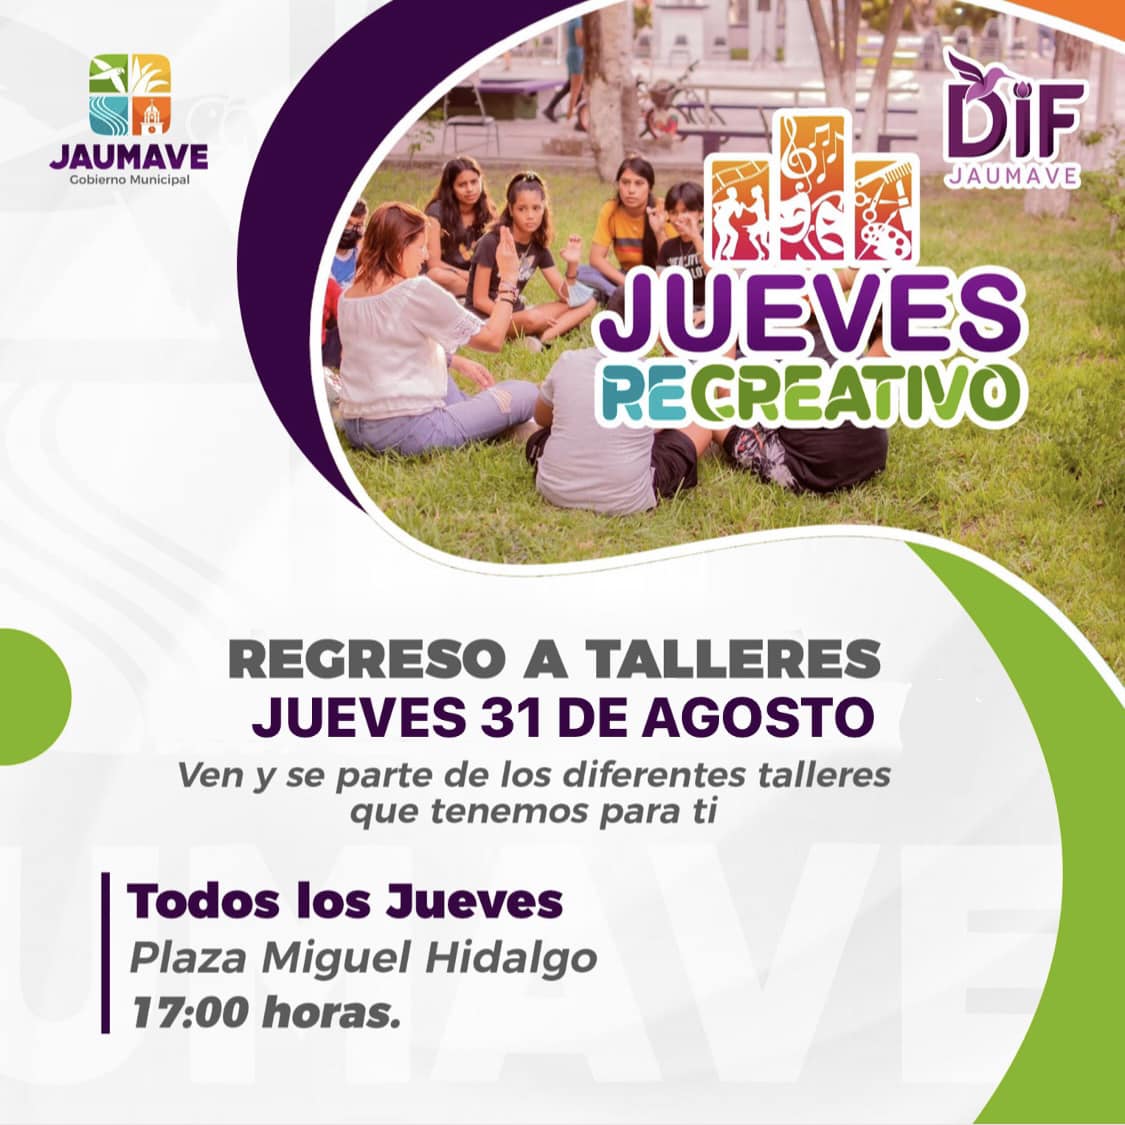 JAUMAVE
Gobierno Municipal
DiF
JAUMAVE
JUEVES
RECREATIVO
REGRESO A TALLERES
JUEVES 31 DE AGOSTO
Ven y se parte de los diferentes talleres
que tenemos para ti
Todos los Jueves
Plaza Miguel Hidalgo
17:00 horas.
UMAVE